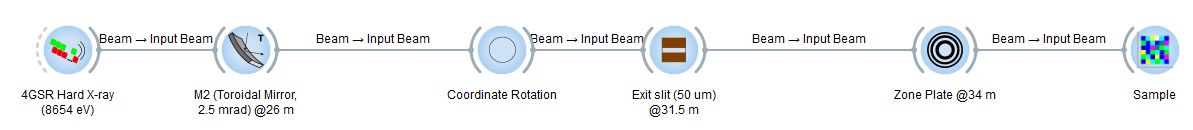 Beam → Input Beam
Beam → Input Beam
Beam → Input Beam
Beam → Input Beam
Beam → Input Beam
T
4GSR Hard X-ray
(8654 eV)
M2 (Toroidal Mirror,
2.5 mrad) @26 m
Coordinate Rotation
Exit slit (50 um)
@31.5 m
Zone Plate @34 m
Sample